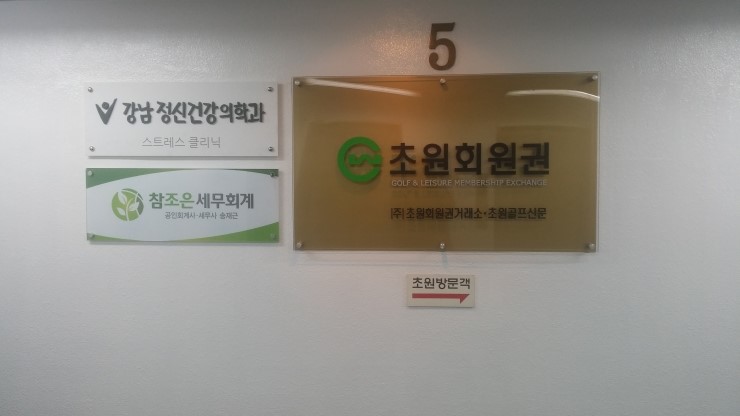 5
강남 정신건강의학과
스트레스 클리닉
참조은세무회계
공인회계사·세무사 송재근
초원회원권
GOLF & LEISURE MEMBERSHIP EXCHANGE
(주) 초원회원권거래소·초원골프신문
초원방문객